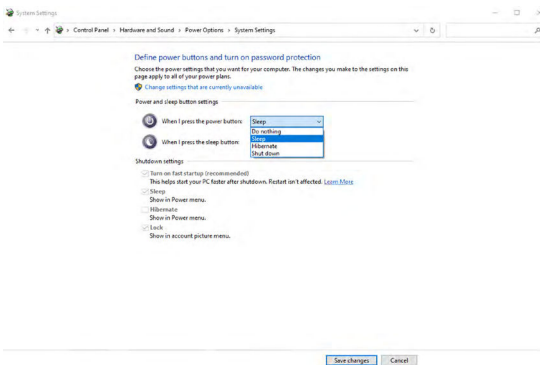 System Settings
Control Panel > Hardware and Sound > Power Options > System Settings
Define power buttons and turn on password protection
Choose the power settings that you want for your computer. The changes you make to the settings on this
page apply to all of your power plans.
Change settings that are currently unavailable
Power and sleep button settings
When I press the power button: Sleep
Do nothing
Sleep
Hibernate
Shut down
When I press the sleep button:
Shutdown settings
Turn on fast startup (recommended)
This helps start your PC faster after shutdown. Restart isn't affected. Learn More
Sleep
Show in Power menu.
Hibernate
Show in Power menu.
Lock
Show in account picture menu.
Save changes Cancel